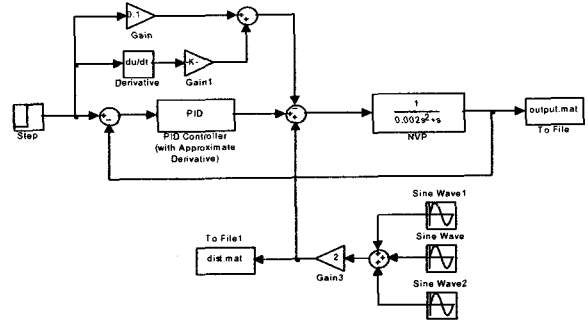 0.1
Gain
du/dt
Derivative
-K-
Gain1
Step
PID
PID Controller
(with Approximate
Derivative)
1
0.002s²+s
NVP
output.mat
To File
Sine Wave1
Sine Wave
Sine Wave2
To File1
dist.mat
2
Gain3